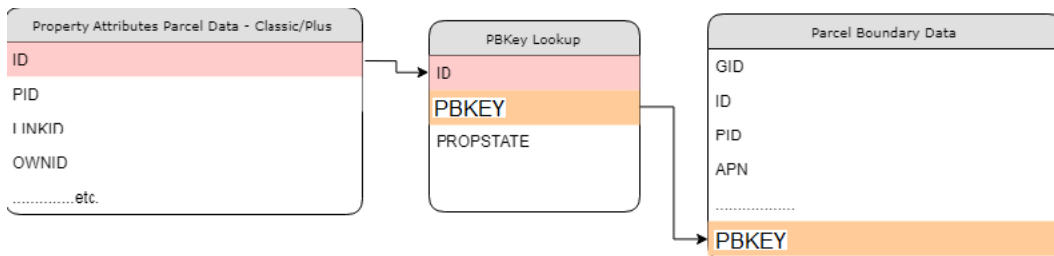 Property Attributes Parcel Data - Classic/Plus
ID
PID
LINKID
OWNID
..............etc.
PBKey Lookup
ID
PBKEY
PROPSTATE
Parcel Boundary Data
GID
ID
PID
APN
..................
PBKEY